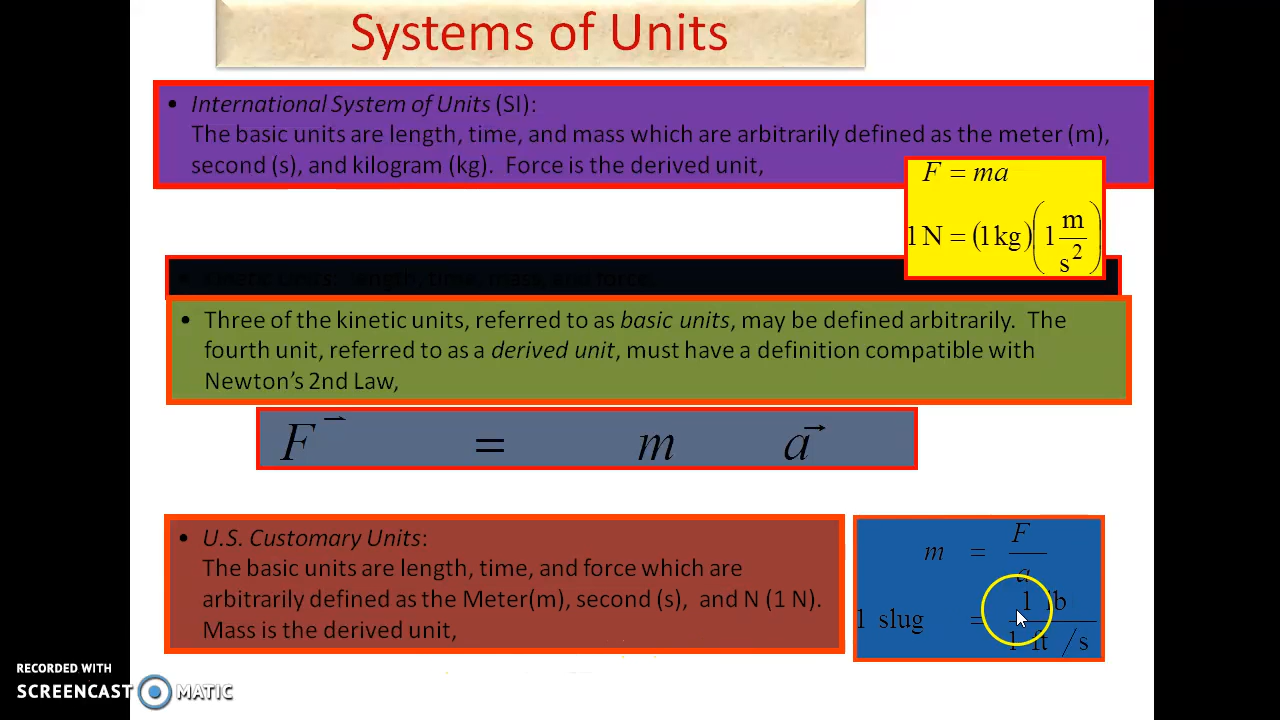 Systems of Units
• International System of Units (SI):
The basic units are length, time, and mass which are arbitrarily defined as the meter (m),
second (s), and kilogram (kg). Force is the derived unit,
F = ma
1 N = (1 kg)(1 m/s²)
• Kinetic Units: length, time, mass, and force.
• Three of the kinetic units, referred to as basic units, may be defined arbitrarily. The
fourth unit, referred to as a derived unit, must have a definition compatible with
Newton's 2nd Law,
F⃗ = m a⃗
• U.S. Customary Units:
The basic units are length, time, and force which are
arbitrarily defined as the Meter(m), second (s), and N (1 N).
Mass is the derived unit,
m = F/a
1 slug = 1 lb / 1 ft /s
RECORDED WITH
SCREENCAST MATIC